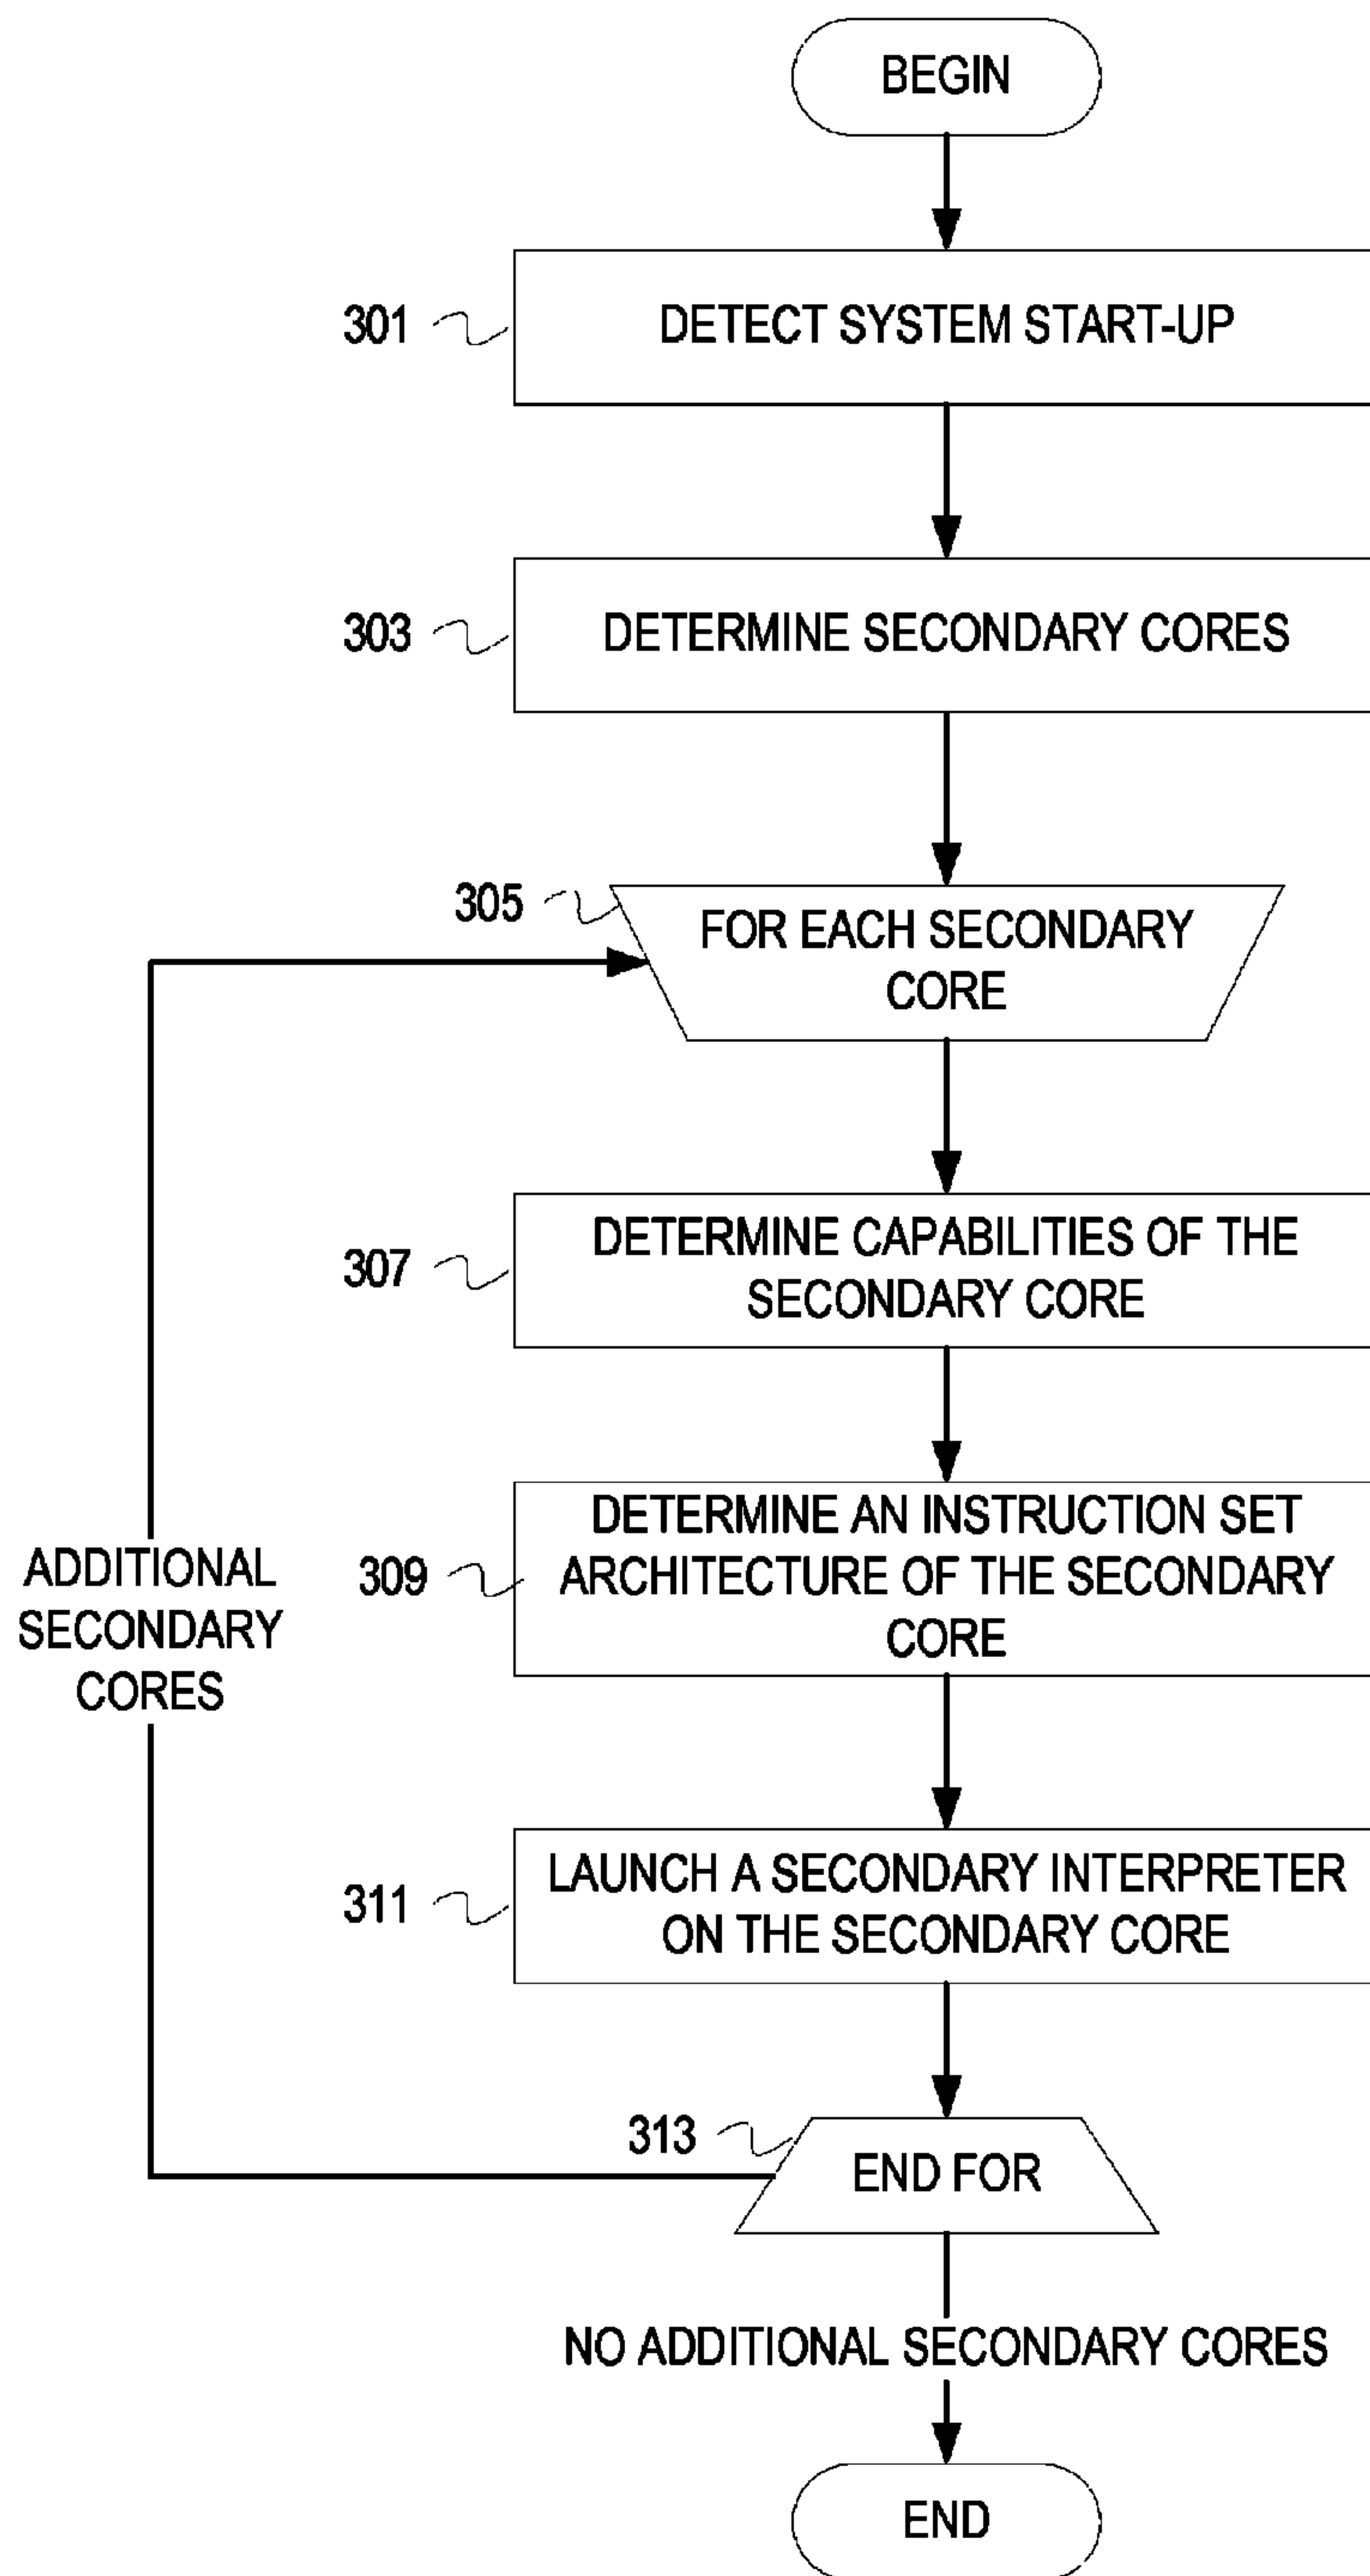 BEGIN
301
DETECT SYSTEM START-UP
303
DETERMINE SECONDARY CORES
305
FOR EACH SECONDARY
CORE
307
DETERMINE CAPABILITIES OF THE
SECONDARY CORE
309
DETERMINE AN INSTRUCTION SET
ARCHITECTURE OF THE SECONDARY
CORE
ADDITIONAL
SECONDARY
CORES
311
LAUNCH A SECONDARY INTERPRETER
ON THE SECONDARY CORE
313
END FOR
NO ADDITIONAL SECONDARY CORES
END